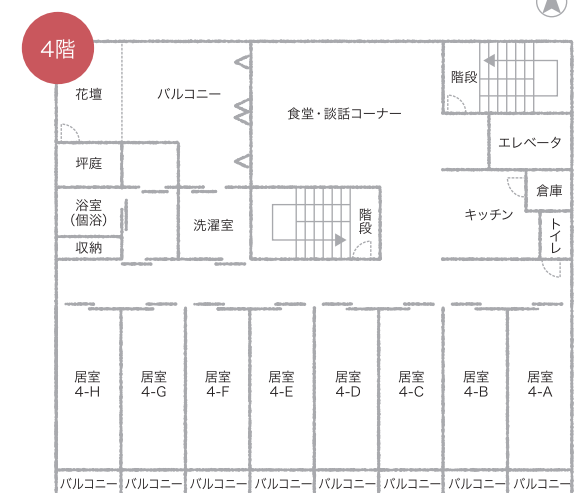 4階
花壇
バルコニー
食堂・談話コーナー
階段
エレベータ
坪庭
浴室
(個浴)
収納
洗濯室
階段
キッチン
倉庫
トイレ
居室
4-H
居室
4-G
居室
4-F
居室
4-E
居室
4-D
居室
4-C
居室
4-B
居室
4-A
バルコニー
バルコニー
バルコニー
バルコニー
バルコニー
バルコニー
バルコニー
バルコニー